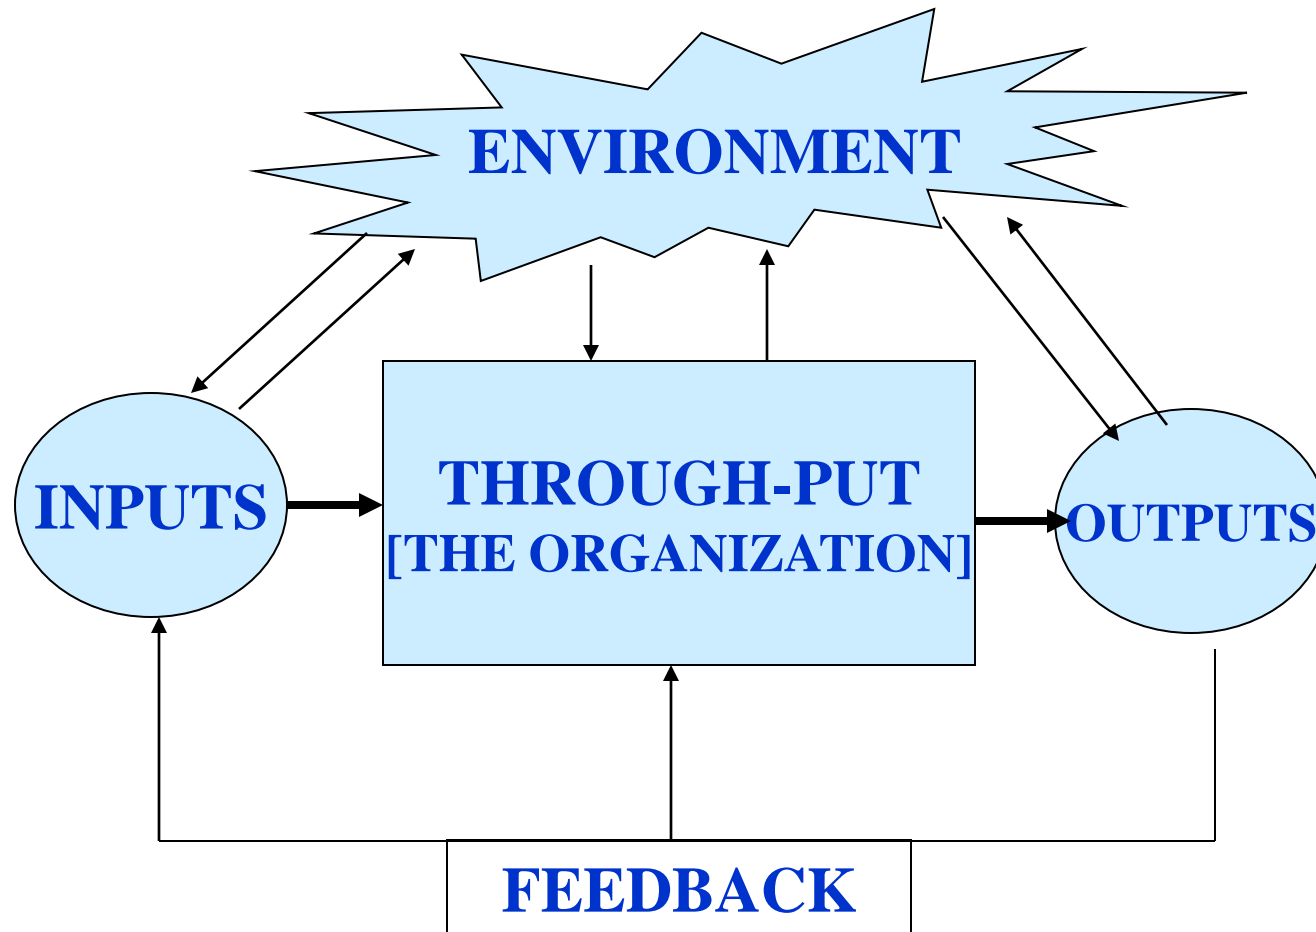 ENVIRONMENT
INPUTS
THROUGH-PUT
[THE ORGANIZATION]
OUTPUTS
FEEDBACK